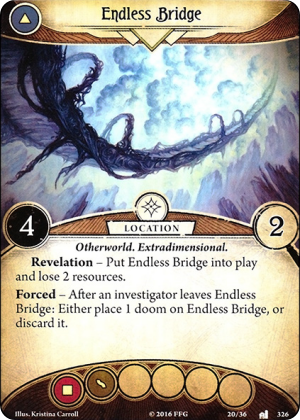 Endless Bridge
4
LOCATION
2
Otherworld. Extradimensional.
Revelation – Put Endless Bridge into play
and lose 2 resources.
Forced – After an investigator leaves Endless
Bridge: Either place 1 doom on Endless Bridge, or
discard it.
Illus. Kristina Carroll
© 2016 FFG
20/36
326